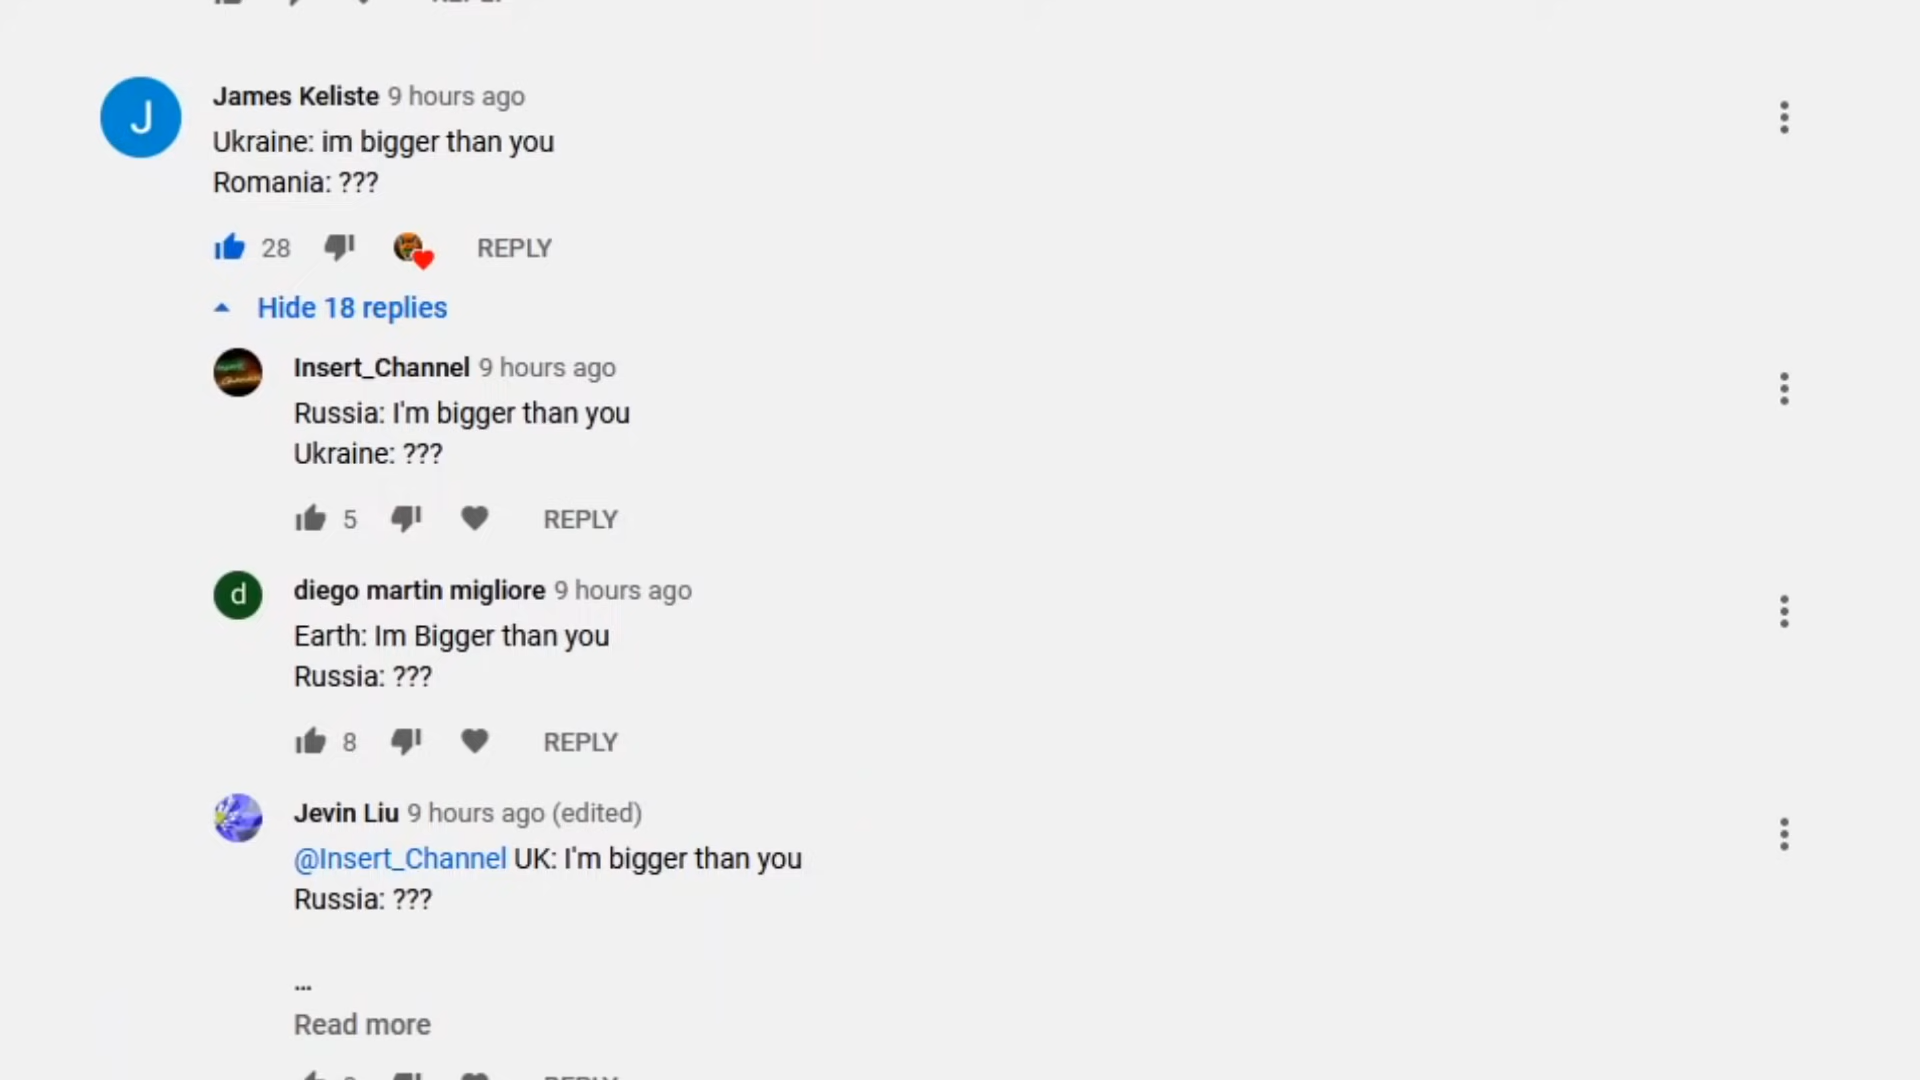 REPLY
James Keliste 9 hours ago
J
Ukraine: im bigger than you
Romania: ???
28 REPLY
Hide 18 replies
Insert_Channel 9 hours ago
Russia: I'm bigger than you
Ukraine: ???
5 REPLY
d
diego martin migliore 9 hours ago
Earth: Im Bigger than you
Russia: ???
8 REPLY
Jevin Liu 9 hours ago (edited)
@Insert_Channel UK: I'm bigger than you
Russia: ???
...
Read more
REPLY